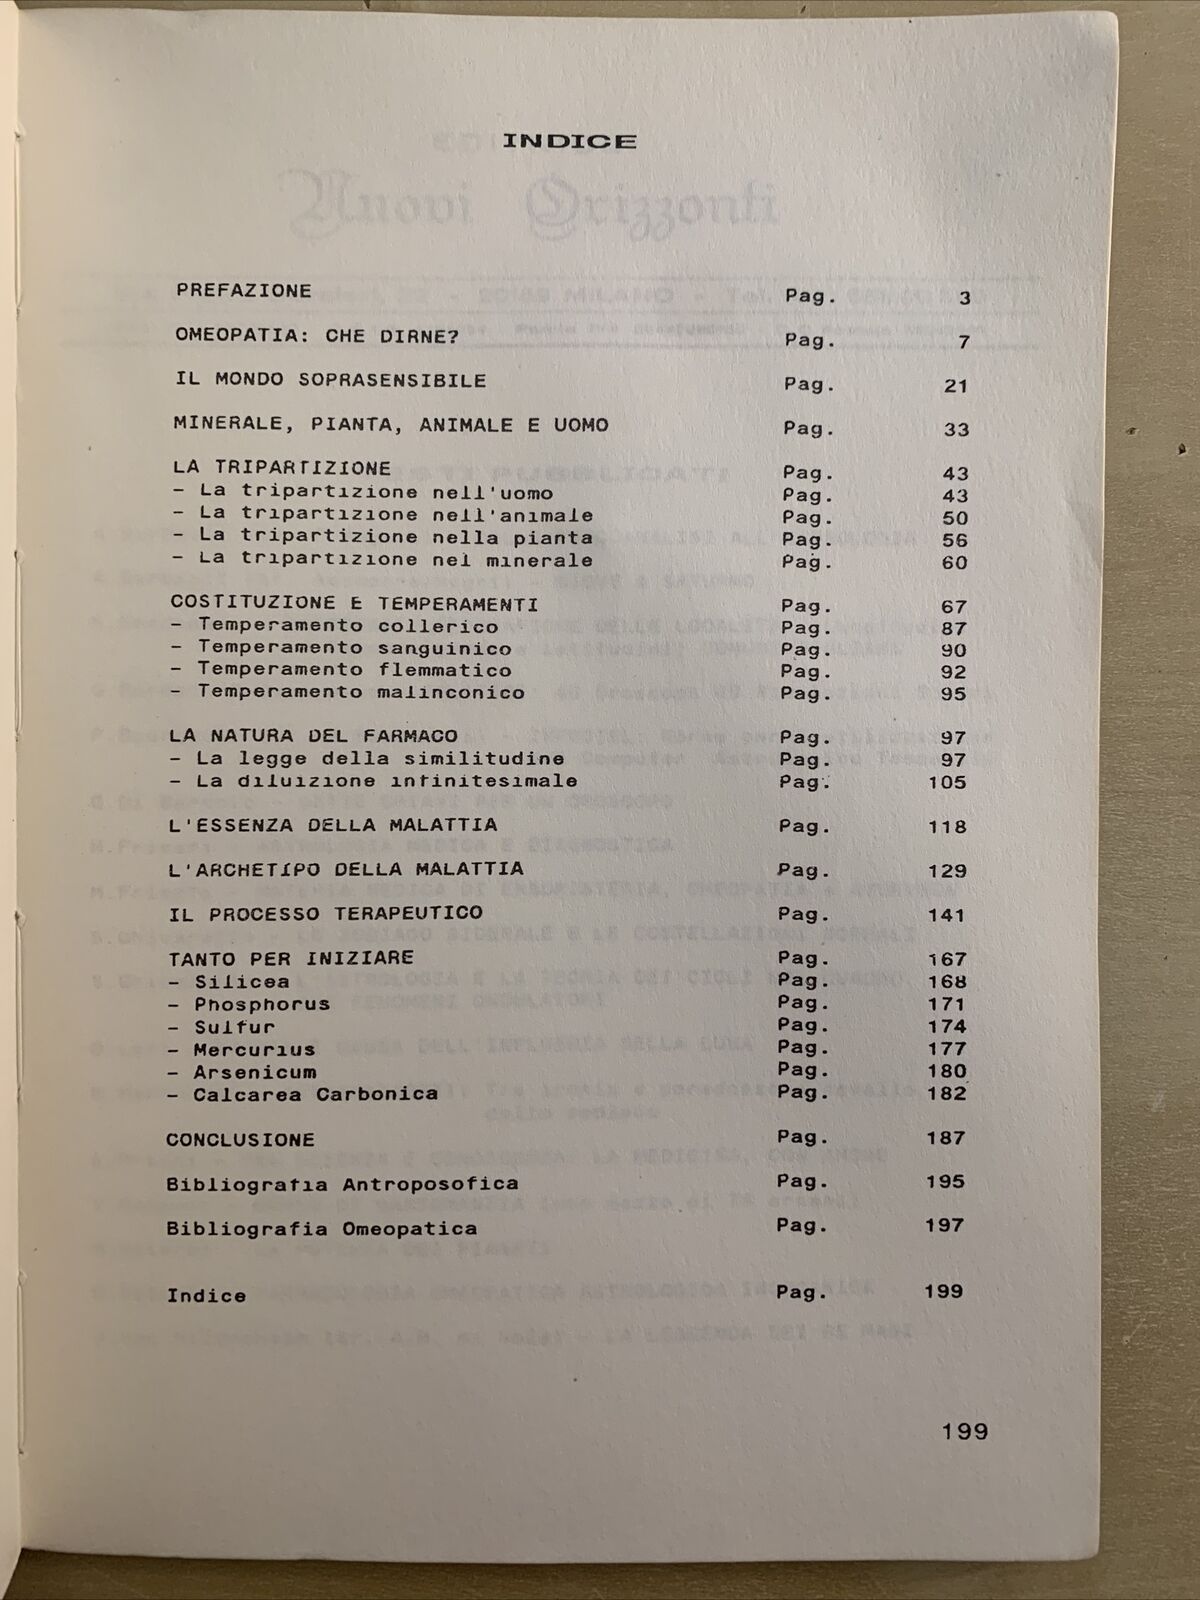 INDICE
Nuovi Orizzonti
PREFAZIONE Pag. 3
OMEOPATIA: CHE DIRNE? Pag. 7
IL MONDO SOPRASENSIBILE Pag. 21
MINERALE, PIANTA, ANIMALE E UOMO Pag. 33
LA TRIPARTIZIONE Pag. 43
- La tripartizione nell'uomo Pag. 43
- La tripartizione nell'animale Pag. 50
- La tripartizione nella pianta Pag. 56
- La tripartizione nel minerale Pag. 60
COSTITUZIONE E TEMPERAMENTI Pag. 67
- Temperamento collerico Pag. 87
- Temperamento sanguinico Pag. 90
- Temperamento flemmatico Pag. 92
- Temperamento malinconico Pag. 95
LA NATURA DEL FARMACO Pag. 97
- La legge della similitudine Pag. 97
- La diluizione infinitesimale Pag. 105
L'ESSENZA DELLA MALATTIA Pag. 118
L'ARCHETIPO DELLA MALATTIA Pag. 129
IL PROCESSO TERAPEUTICO Pag. 141
TANTO PER INIZIARE Pag. 167
- Silicea Pag. 168
- Phosphorus Pag. 171
- Sulfur Pag. 174
- Mercurius Pag. 177
- Arsenicum Pag. 180
- Calcarea Carbonica Pag. 182
CONCLUSIONE Pag. 187
Bibliografia Antroposofica Pag. 195
Bibliografia Omeopatica Pag. 197
Indice Pag. 199
199